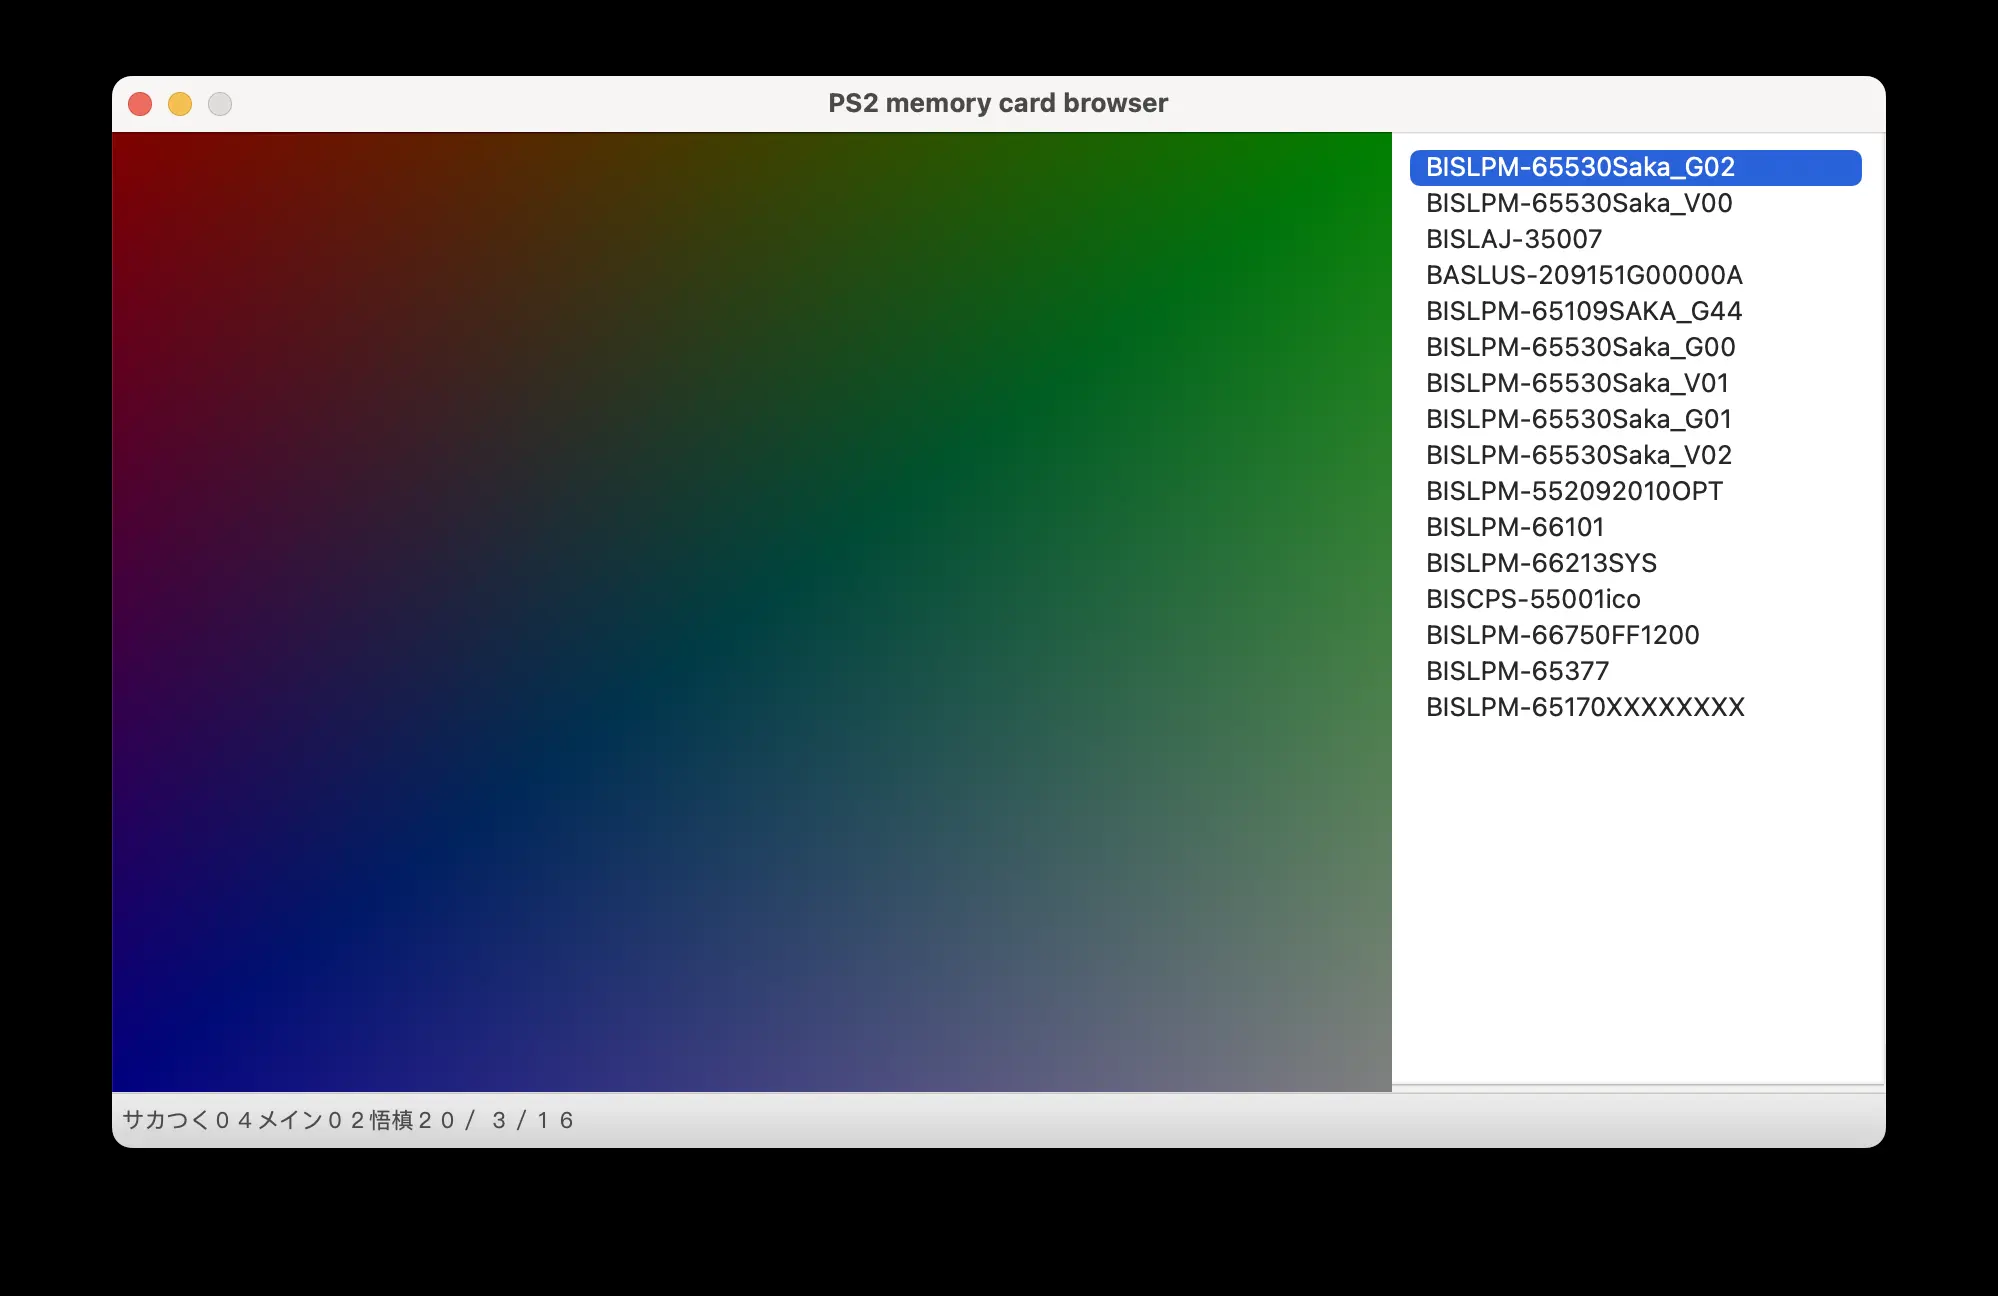 PS2 memory card browser
BISLPM-65530Saka_G02
BISLPM-65530Saka_V00
BISLAJ-35007
BASLUS-209151G00000A
BISLPM-65109SAKA_G44
BISLPM-65530Saka_G00
BISLPM-65530Saka_V01
BISLPM-65530Saka_G01
BISLPM-65530Saka_V02
BISLPM-552092010OPT
BISLPM-66101
BISLPM-66213SYS
BISCPS-55001ico
BISLPM-66750FF1200
BISLPM-65377
BISLPM-65170XXXXXXXX
サカつく０４メイン０２悟槙２０/ ３/１６